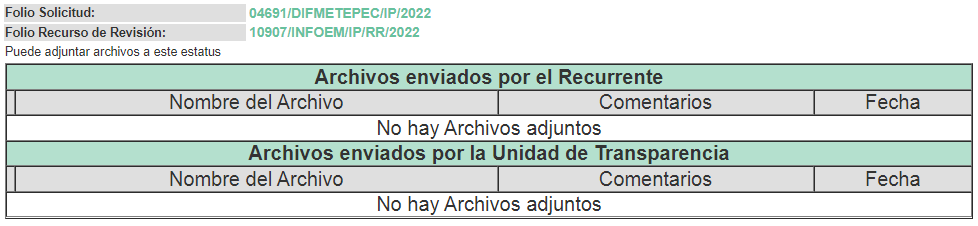 Folio Solicitud: 04691/DIFMETEPEC/IP/2022
Folio Recurso de Revisión: 10907/INFOEM/IP/RR/2022
Puede adjuntar archivos a este estatus
Archivos enviados por el Recurrente
Nombre del Archivo Comentarios Fecha
No hay Archivos adjuntos
Archivos enviados por la Unidad de Transparencia
Nombre del Archivo Comentarios Fecha
No hay Archivos adjuntos